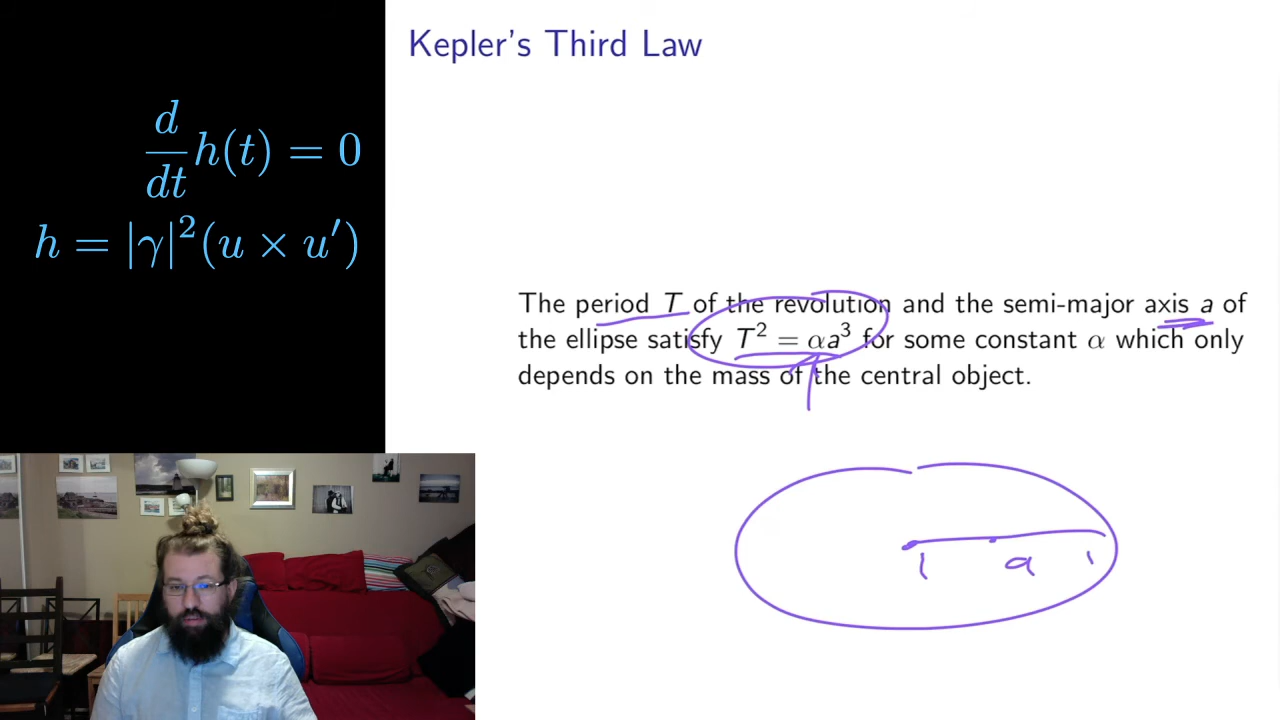 Kepler's Third Law
d/dt h(t) = 0
h = |γ|²(u × u′)
The period T of the revolution and the semi-major axis a of
the ellipse satisfy T² = αa³ for some constant α which only
depends on the mass of the central object.
a